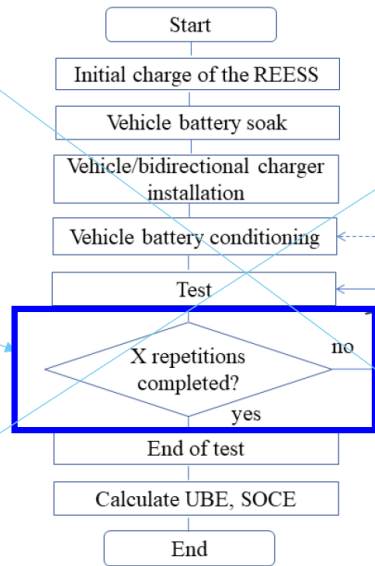 Start
Initial charge of the REESS
Vehicle battery soak
Vehicle/bidirectional charger
installation
Vehicle battery conditioning
Test
X repetitions
completed?
no
yes
End of test
Calculate UBE, SOCE
End